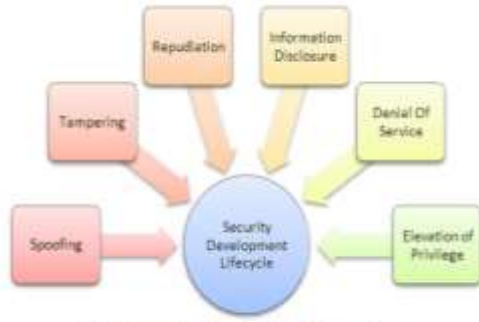 Repudiation
Information
Disclosure
Tampering
Denial Of
Service
Spoofing
Security
Development
Lifecycle
Elevation of
Privilege